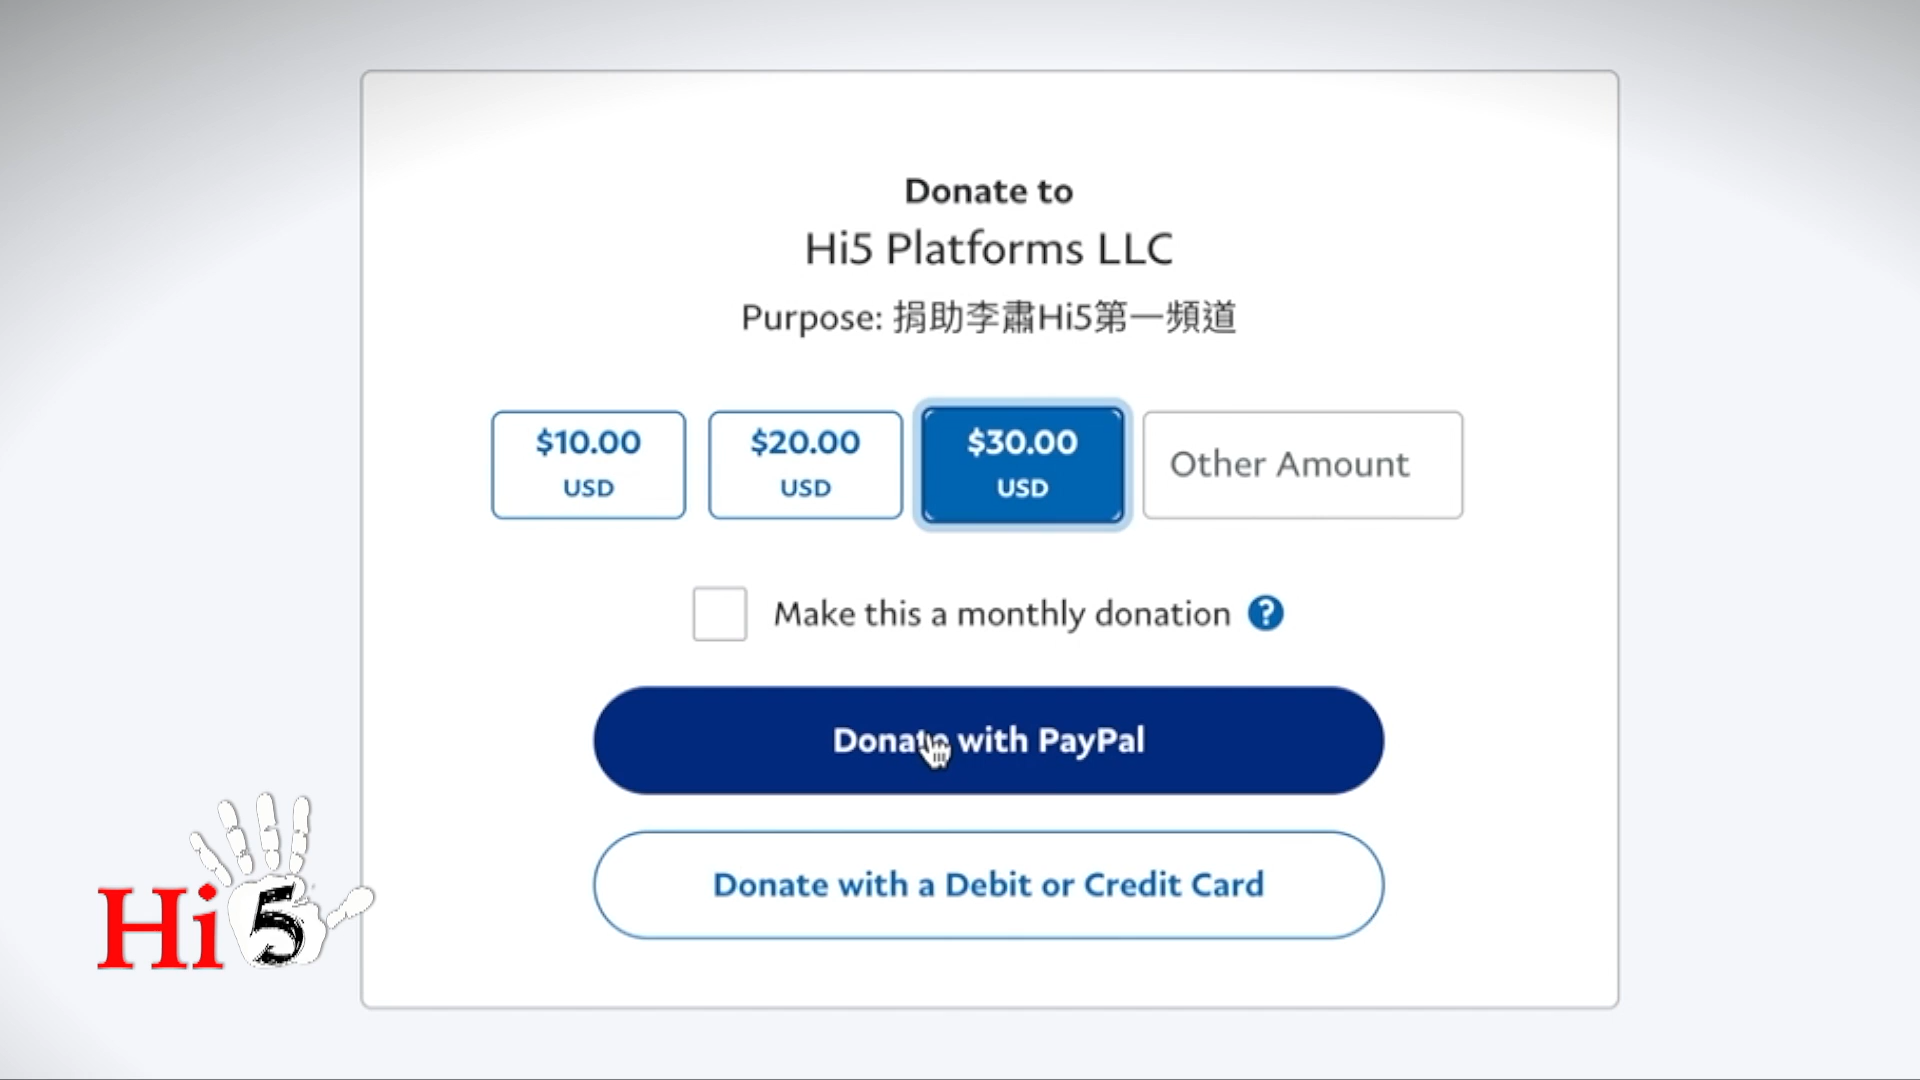 Donate to
Hi5 Platforms LLC
Purpose: 捐助李肅Hi5第一頻道
$10.00
USD
$20.00
USD
$30.00
USD
Other Amount
Make this a monthly donation ?
Donate with PayPal
Donate with a Debit or Credit Card
Hi5